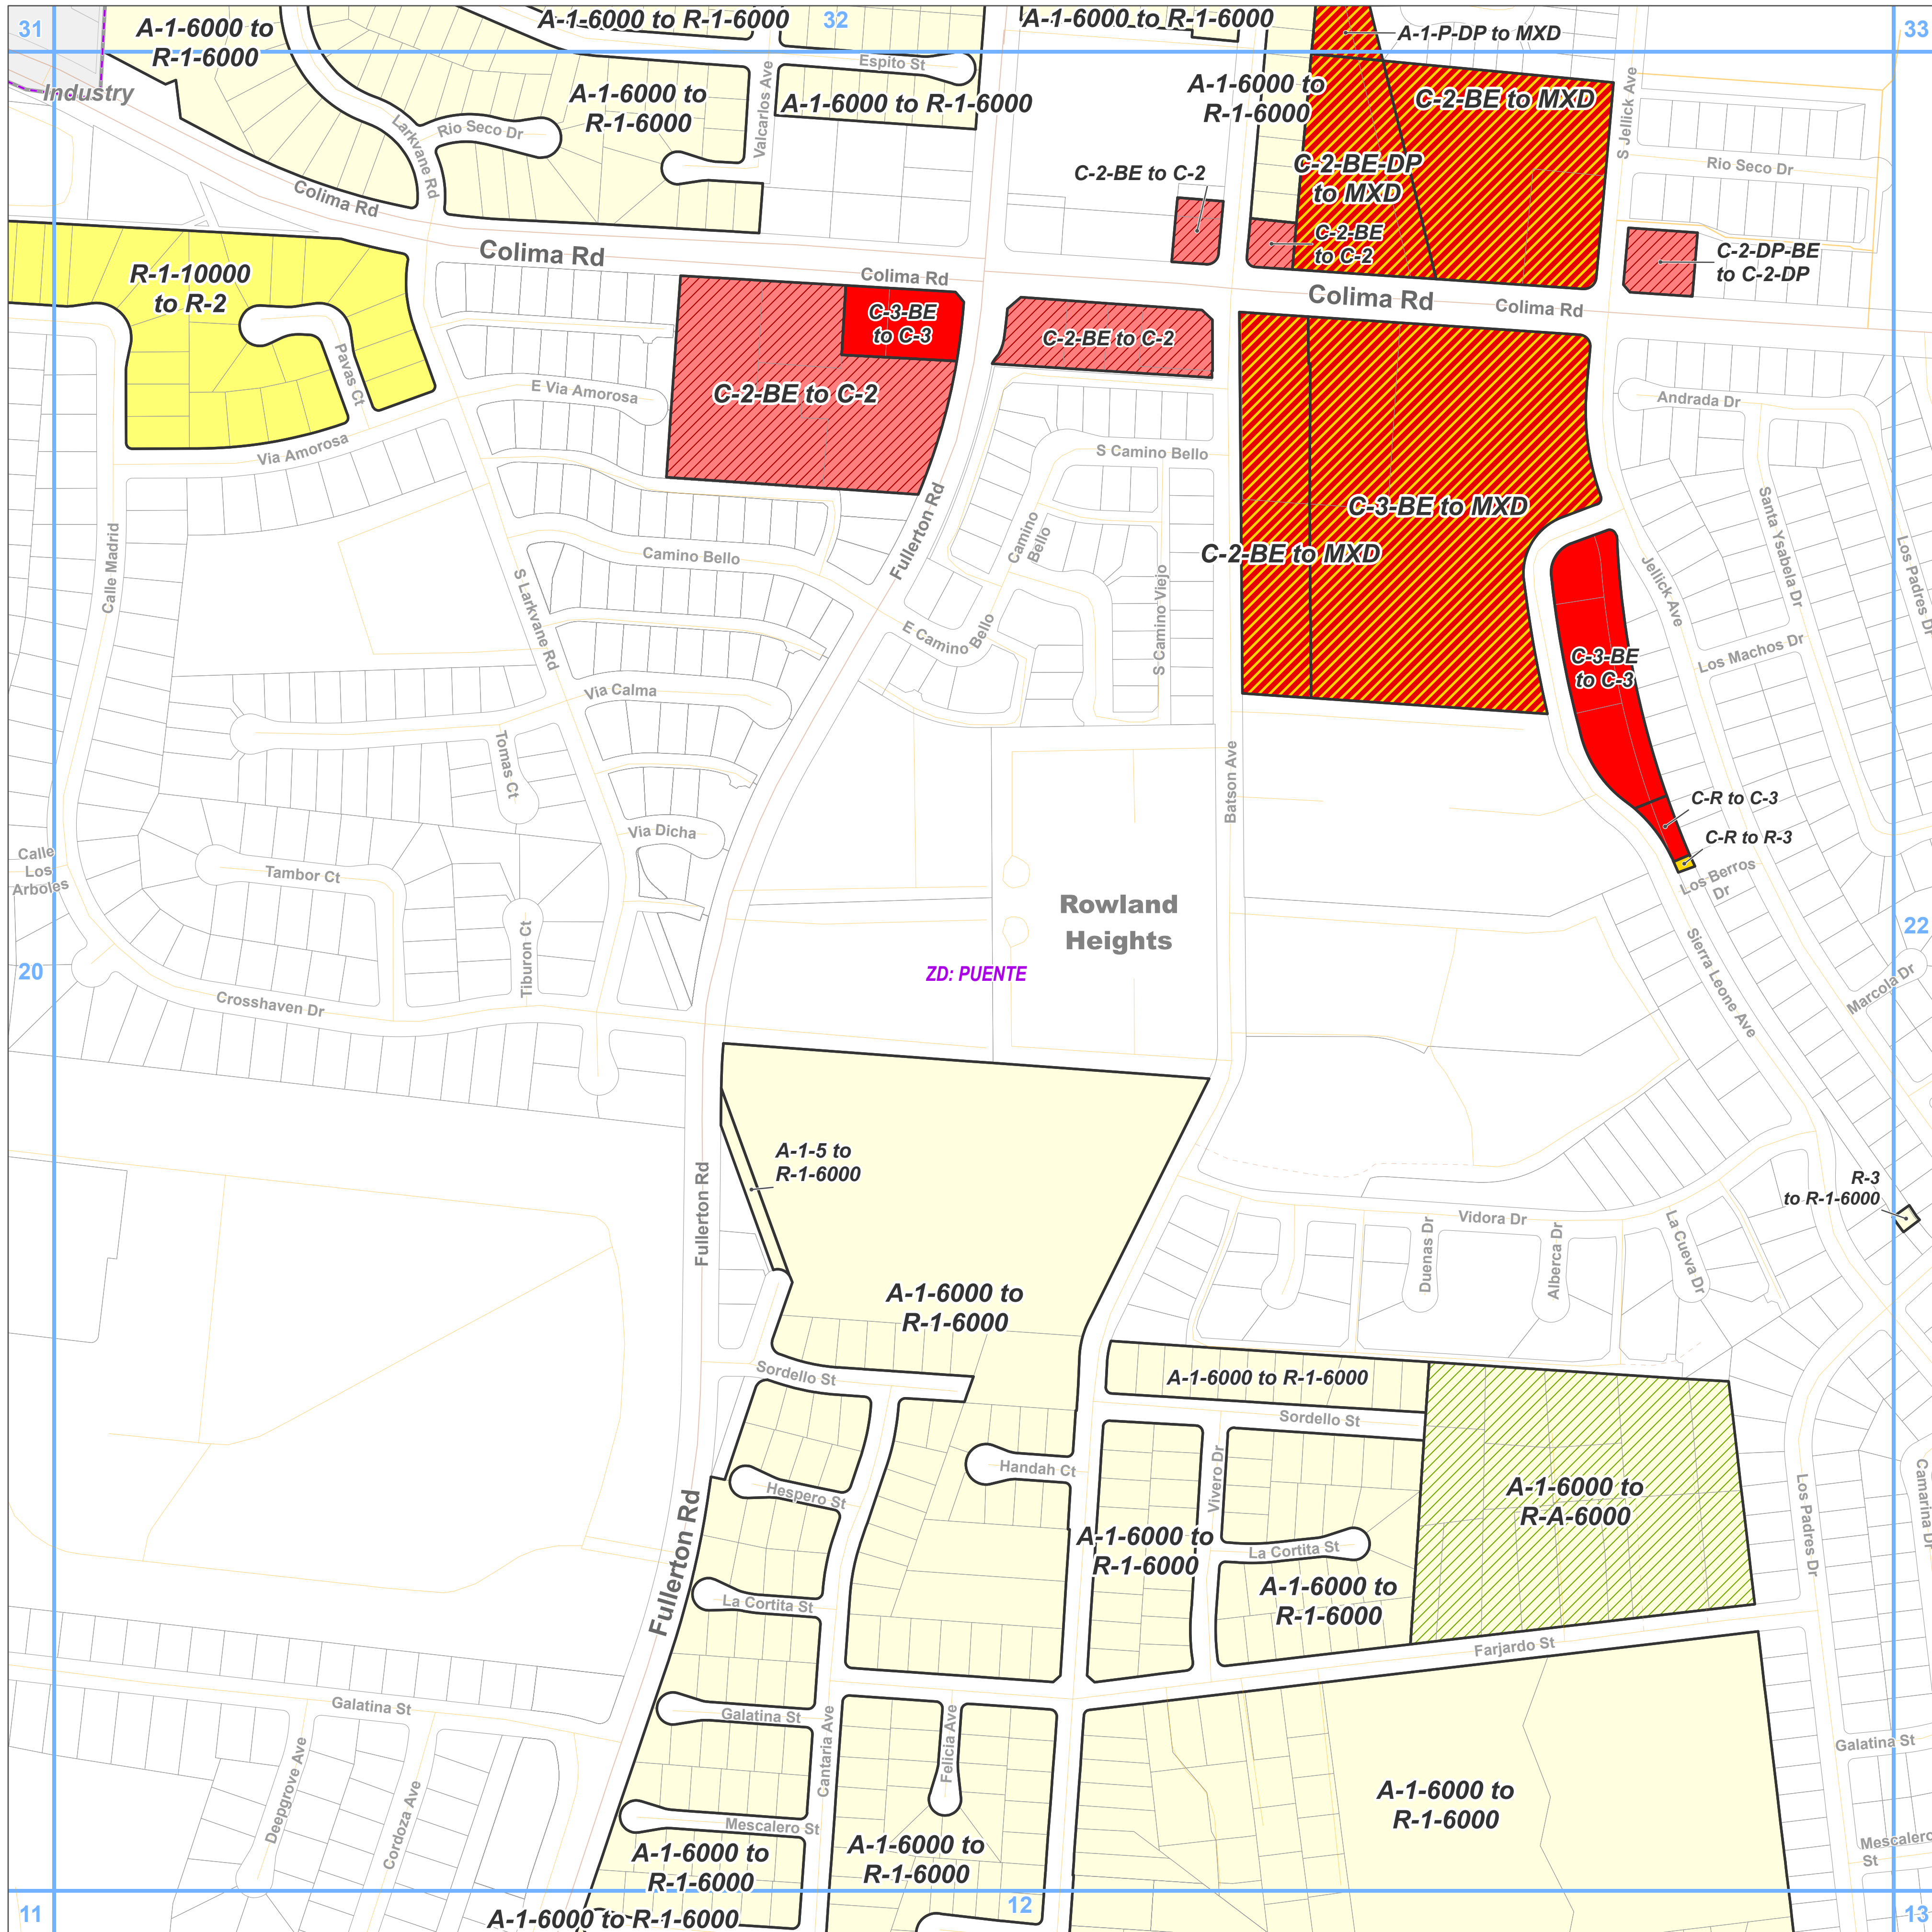 31
A-1-6000 to
R-1-6000
A-1-6000 to R-1-6000
32
A-1-6000 to R-1-6000
A-1-P-DP to MXD
33
Industry
Espito St
A-1-6000 to
R-1-6000
A-1-6000 to R-1-6000
Valcarlos Ave
A-1-6000 to
R-1-6000
C-2-BE to MXD
S Jellick Ave
Larkvane Rd
Rio Seco Dr
Rio Seco Dr
C-2-BE to C-2
C-2-BE-DP
to MXD
Colima Rd
Colima Rd
Colima Rd
C-2-BE
to C-2
C-2-DP-BE
to C-2-DP
R-1-10000
to R-2
C-3-BE
to C-3
Colima Rd
Colima Rd
C-2-BE to C-2
Pavas Ct
E Via Amorosa
C-2-BE to C-2
Andrada Dr
Via Amorosa
S Camino Bello
Fullerton Rd
C-3-BE to MXD
Santa Ysabela Dr
Los Padres Dr
Calle Madrid
Camino Bello
Camino
Bello
C-2-BE to MXD
Jellick Ave
S Larkvane Rd
E Camino Bello
S Camino Viejo
Los Machos Dr
C-3-BE
to C-3
Via Calma
Tomas Ct
Batson Ave
C-R to C-3
Via Dicha
C-R to R-3
Calle
Los
Arboles
Tambor Ct
Los Berros
Dr
Rowland
Heights
22
20
Tiburon Ct
ZD: PUENTE
Sierra Leone Ave
Marcola Dr
Crosshaven Dr
A-1-5 to
R-1-6000
Fullerton Rd
R-3
to R-1-6000
Vidora Dr
Duenas Dr
Alberca Dr
La Cueva Dr
A-1-6000 to
R-1-6000
Sordello St
A-1-6000 to R-1-6000
Sordello St
Handah Ct
Hespero St
Vivero Dr
A-1-6000 to
R-A-6000
Los Padres Dr
Camarina Dr
Fullerton Rd
A-1-6000 to
R-1-6000
La Cortita St
A-1-6000 to
R-1-6000
La Cortita St
Farjardo St
Galatina St
Galatina St
Cantaria Ave
Felicia Ave
Galatina St
Deepgrove Ave
Cordoza Ave
A-1-6000 to
R-1-6000
Mescalero St
Mescalero
St
A-1-6000 to
R-1-6000
A-1-6000 to
R-1-6000
11
A-1-6000 to R-1-6000
12
13